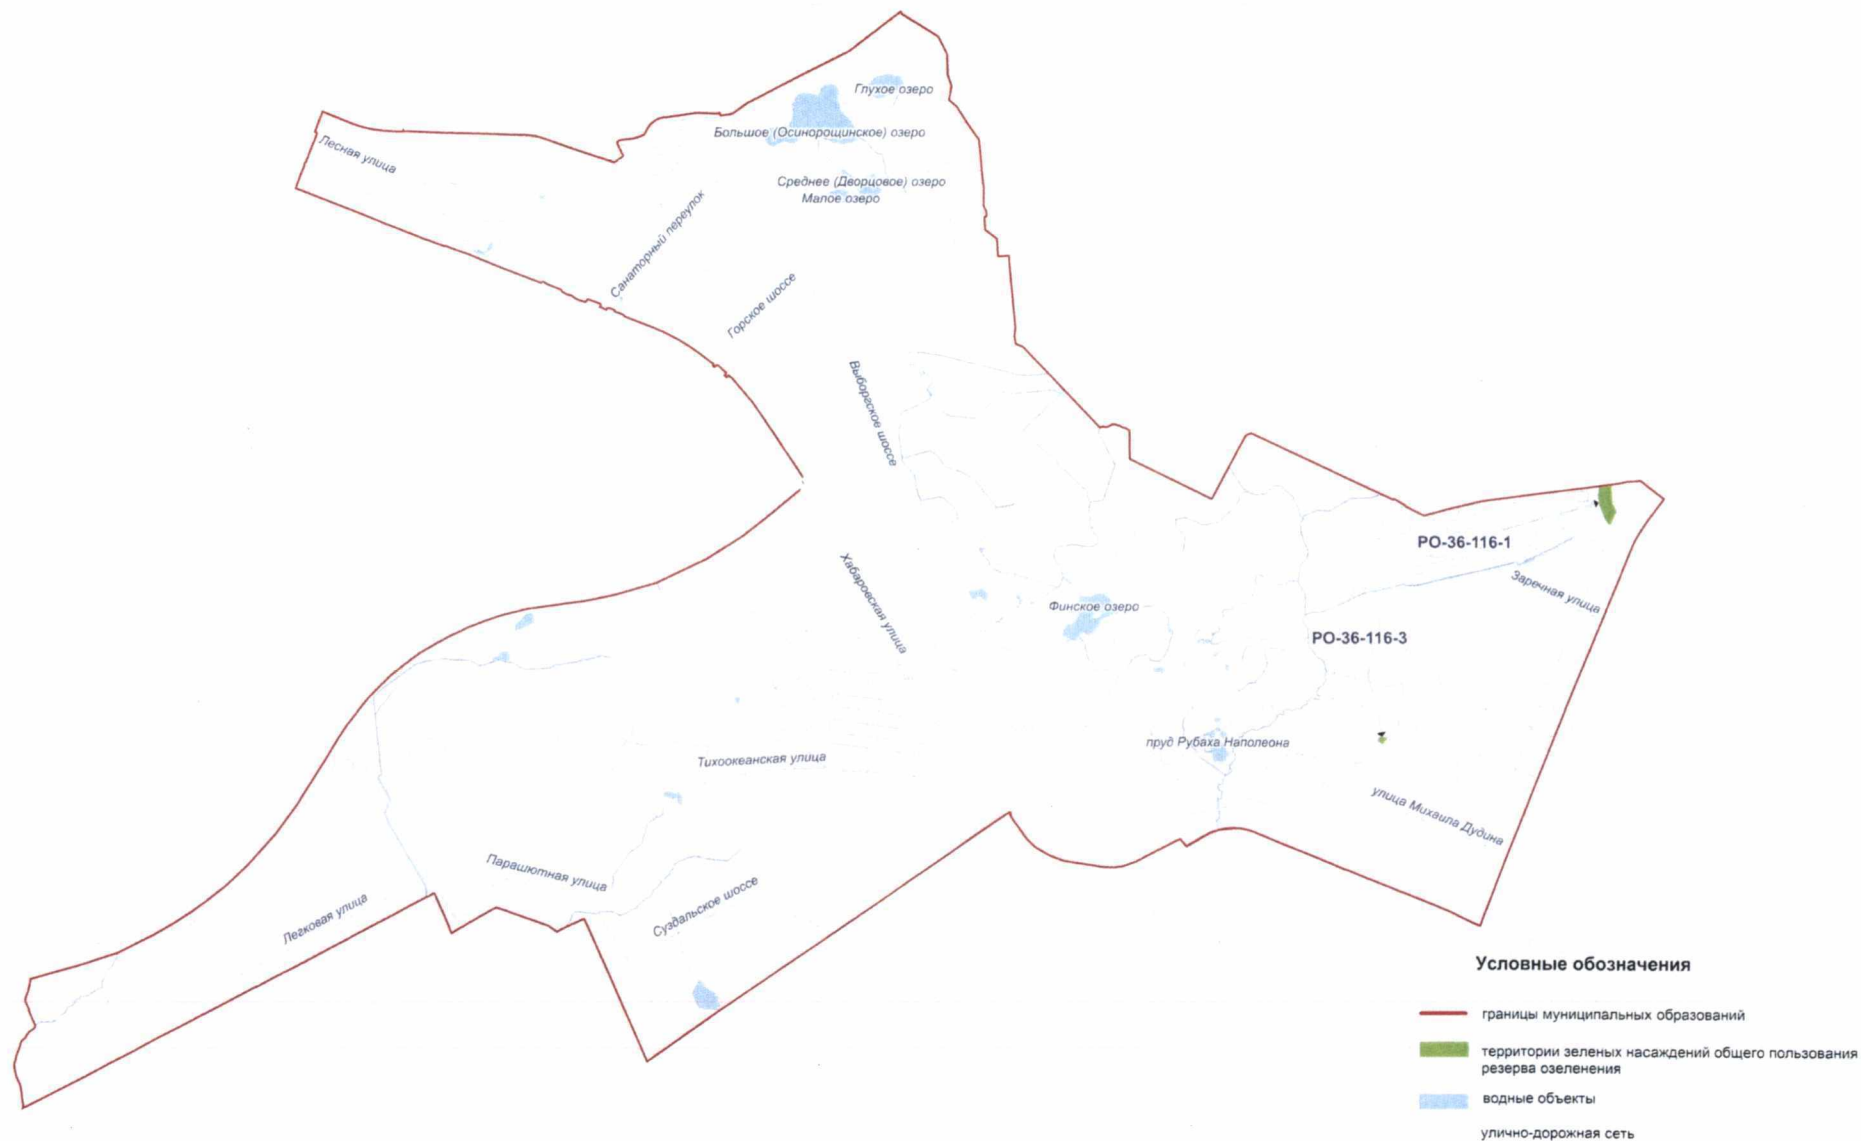 Глухое озеро
Большое (Осинорощинское) озеро
Лесная улица
Среднее (Дворцовое) озеро
Малое озеро
Санаторный переулок
Горское шоссе
Выборгское шоссе
РО-36-116-1
Заречная улица
Хабаровская улица
Финское озеро
РО-36-116-3
пруд Рубаха Наполеона
Тихоокеанская улица
улица Михаила Дудина
Парашютная улица
Суздальское шоссе
Легковая улица
Условные обозначения
границы муниципальных образований
территории зеленых насаждений общего пользования
резерва озеленения
водные объекты
улично-дорожная сеть